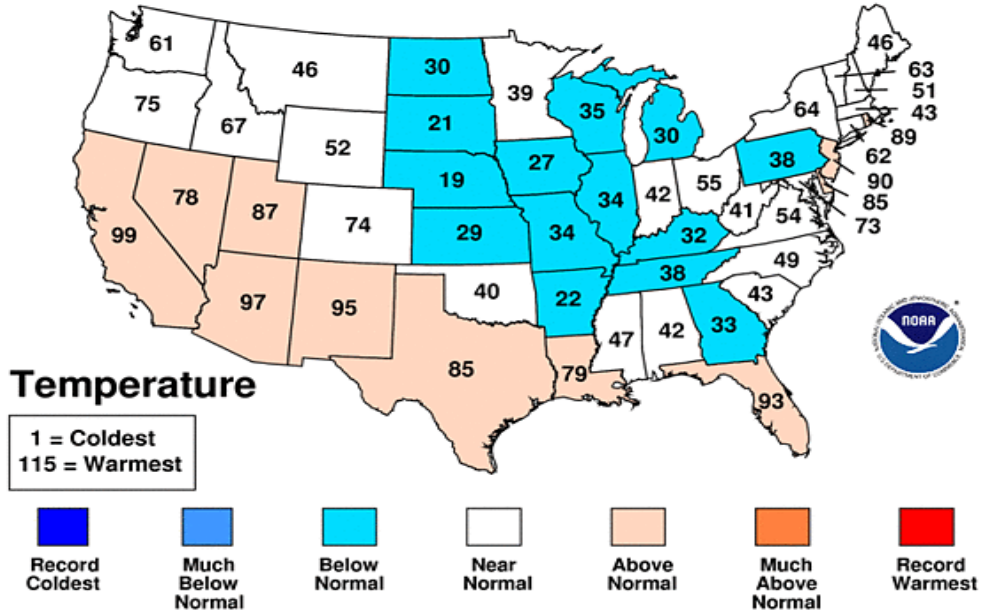 61
46
30
39
46
75
67
52
21
35
30
64
63
51
43
89
62
90
85
73
78
87
74
19
27
34
42
55
38
41
54
99
29
34
32
49
97
95
40
22
38
43
47
42
33
85
79
93
NOAA
Temperature
1 = Coldest
115 = Warmest
Record
Coldest
Much
Below
Normal
Below
Normal
Near
Normal
Above
Normal
Much
Above
Normal
Record
Warmest